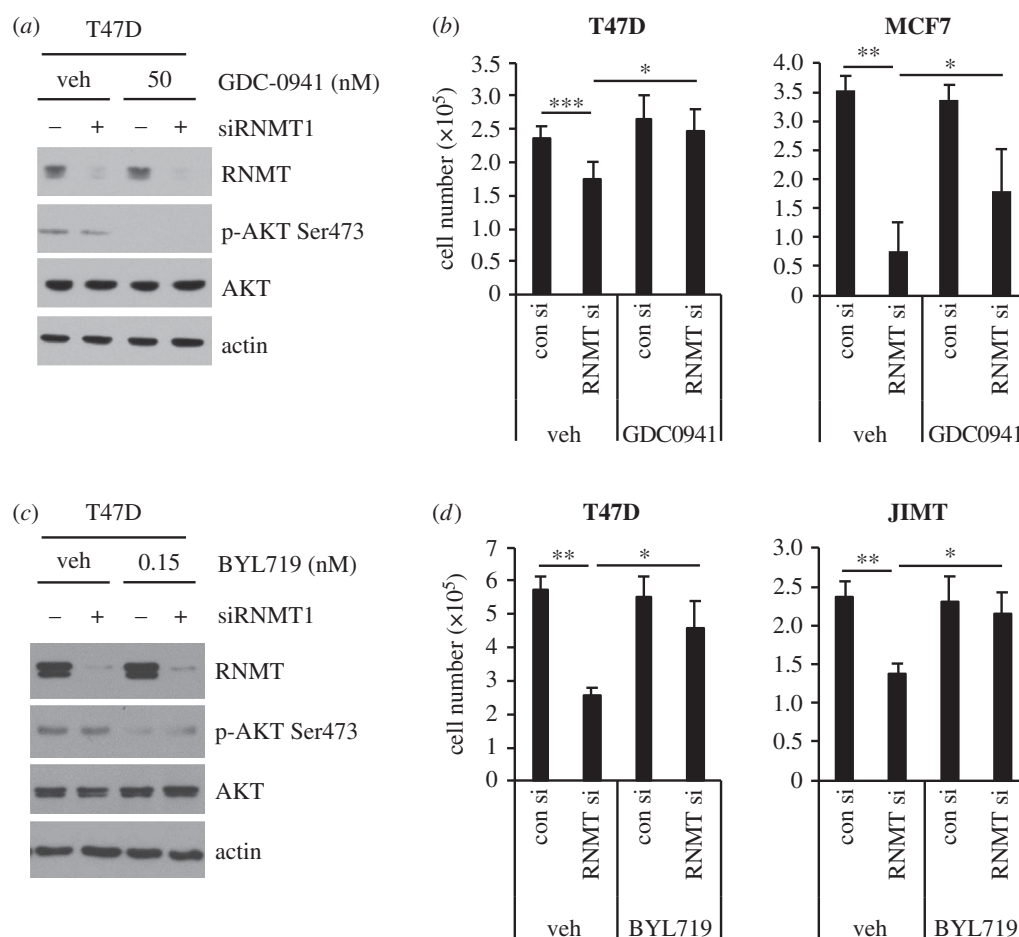 (a)
T47D
veh 50 GDC-0941 (nM)
– + – + siRNMT1
RNMT
p-AKT Ser473
AKT
actin
(b)
T47D
cell number (×10⁵)
3.5
3.0
2.5
2.0
1.5
1.0
0.5
0
***
*
con si
RNMT si
con si
RNMT si
veh GDC0941
MCF7
4.0
3.5
3.0
2.5
2.0
1.5
1.0
0.5
0
**
*
con si
RNMT si
con si
RNMT si
veh GDC0941
(c)
T47D
veh 0.15 BYL719 (nM)
– + – + siRNMT1
RNMT
p-AKT Ser473
AKT
actin
(d)
T47D
cell number (×10⁵)
7
6
5
4
3
2
1
0
**
*
con si
RNMT si
con si
RNMT si
veh BYL719
JIMT
3.0
2.5
2.0
1.5
1.0
0.5
0
**
*
con si
RNMT si
con si
RNMT si
veh BYL719